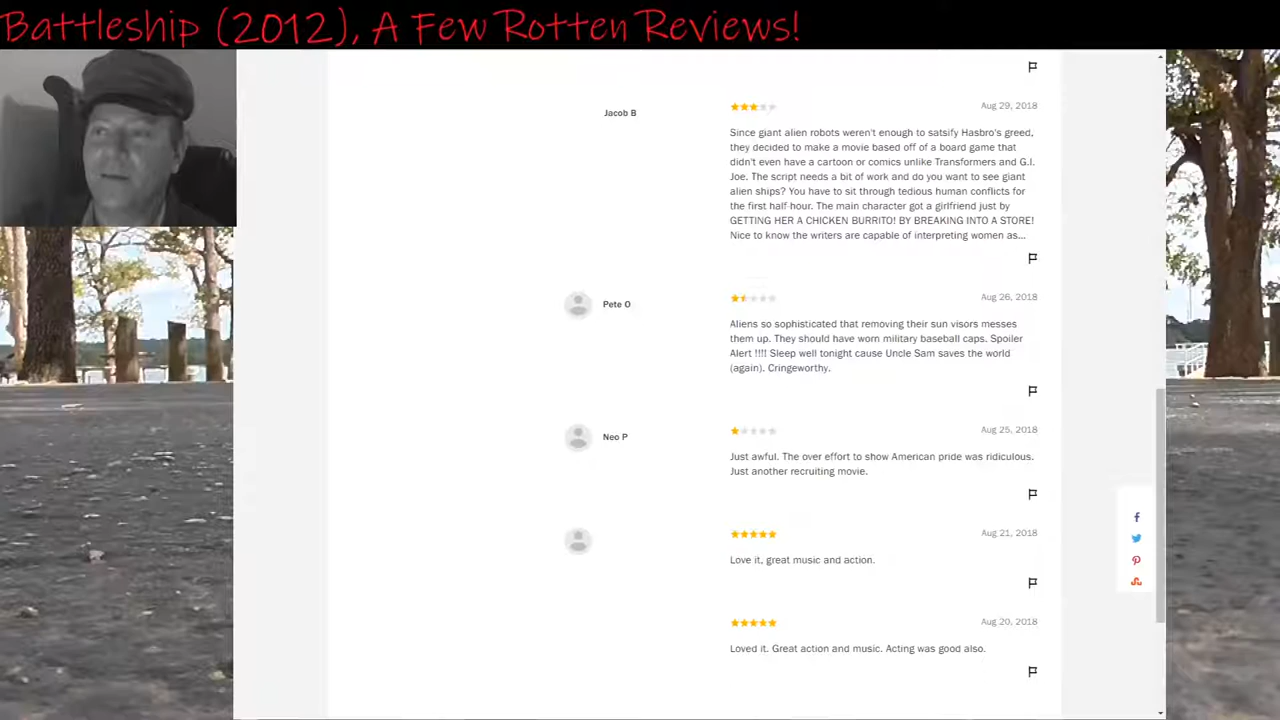 Battleship (2012), A Few Rotten Reviews!
Jacob B
Aug 29, 2018
Since giant alien robots weren't enough to satsify Hasbro's greed,
they decided to make a movie based off of a board game that
didn't even have a cartoon or comics unlike Transformers and G.I.
Joe. The script needs a bit of work and do you want to see giant
alien ships? You have to sit through tedious human conflicts for
the first half hour. The main character got a girlfriend just by
GETTING HER A CHICKEN BURRITO! BY BREAKING INTO A STORE!
Nice to know the writers are capable of interpreting women as...
Pete O
Aug 26, 2018
Aliens so sophisticated that removing their sun visors messes
them up. They should have worn military baseball caps. Spoiler
Alert !!!! Sleep well tonight cause Uncle Sam saves the world
(again). Cringeworthy.
Neo P
Aug 25, 2018
Just awful. The over effort to show American pride was ridiculous.
Just another recruiting movie.
Aug 21, 2018
Love it, great music and action.
Aug 20, 2018
Loved it. Great action and music. Acting was good also.